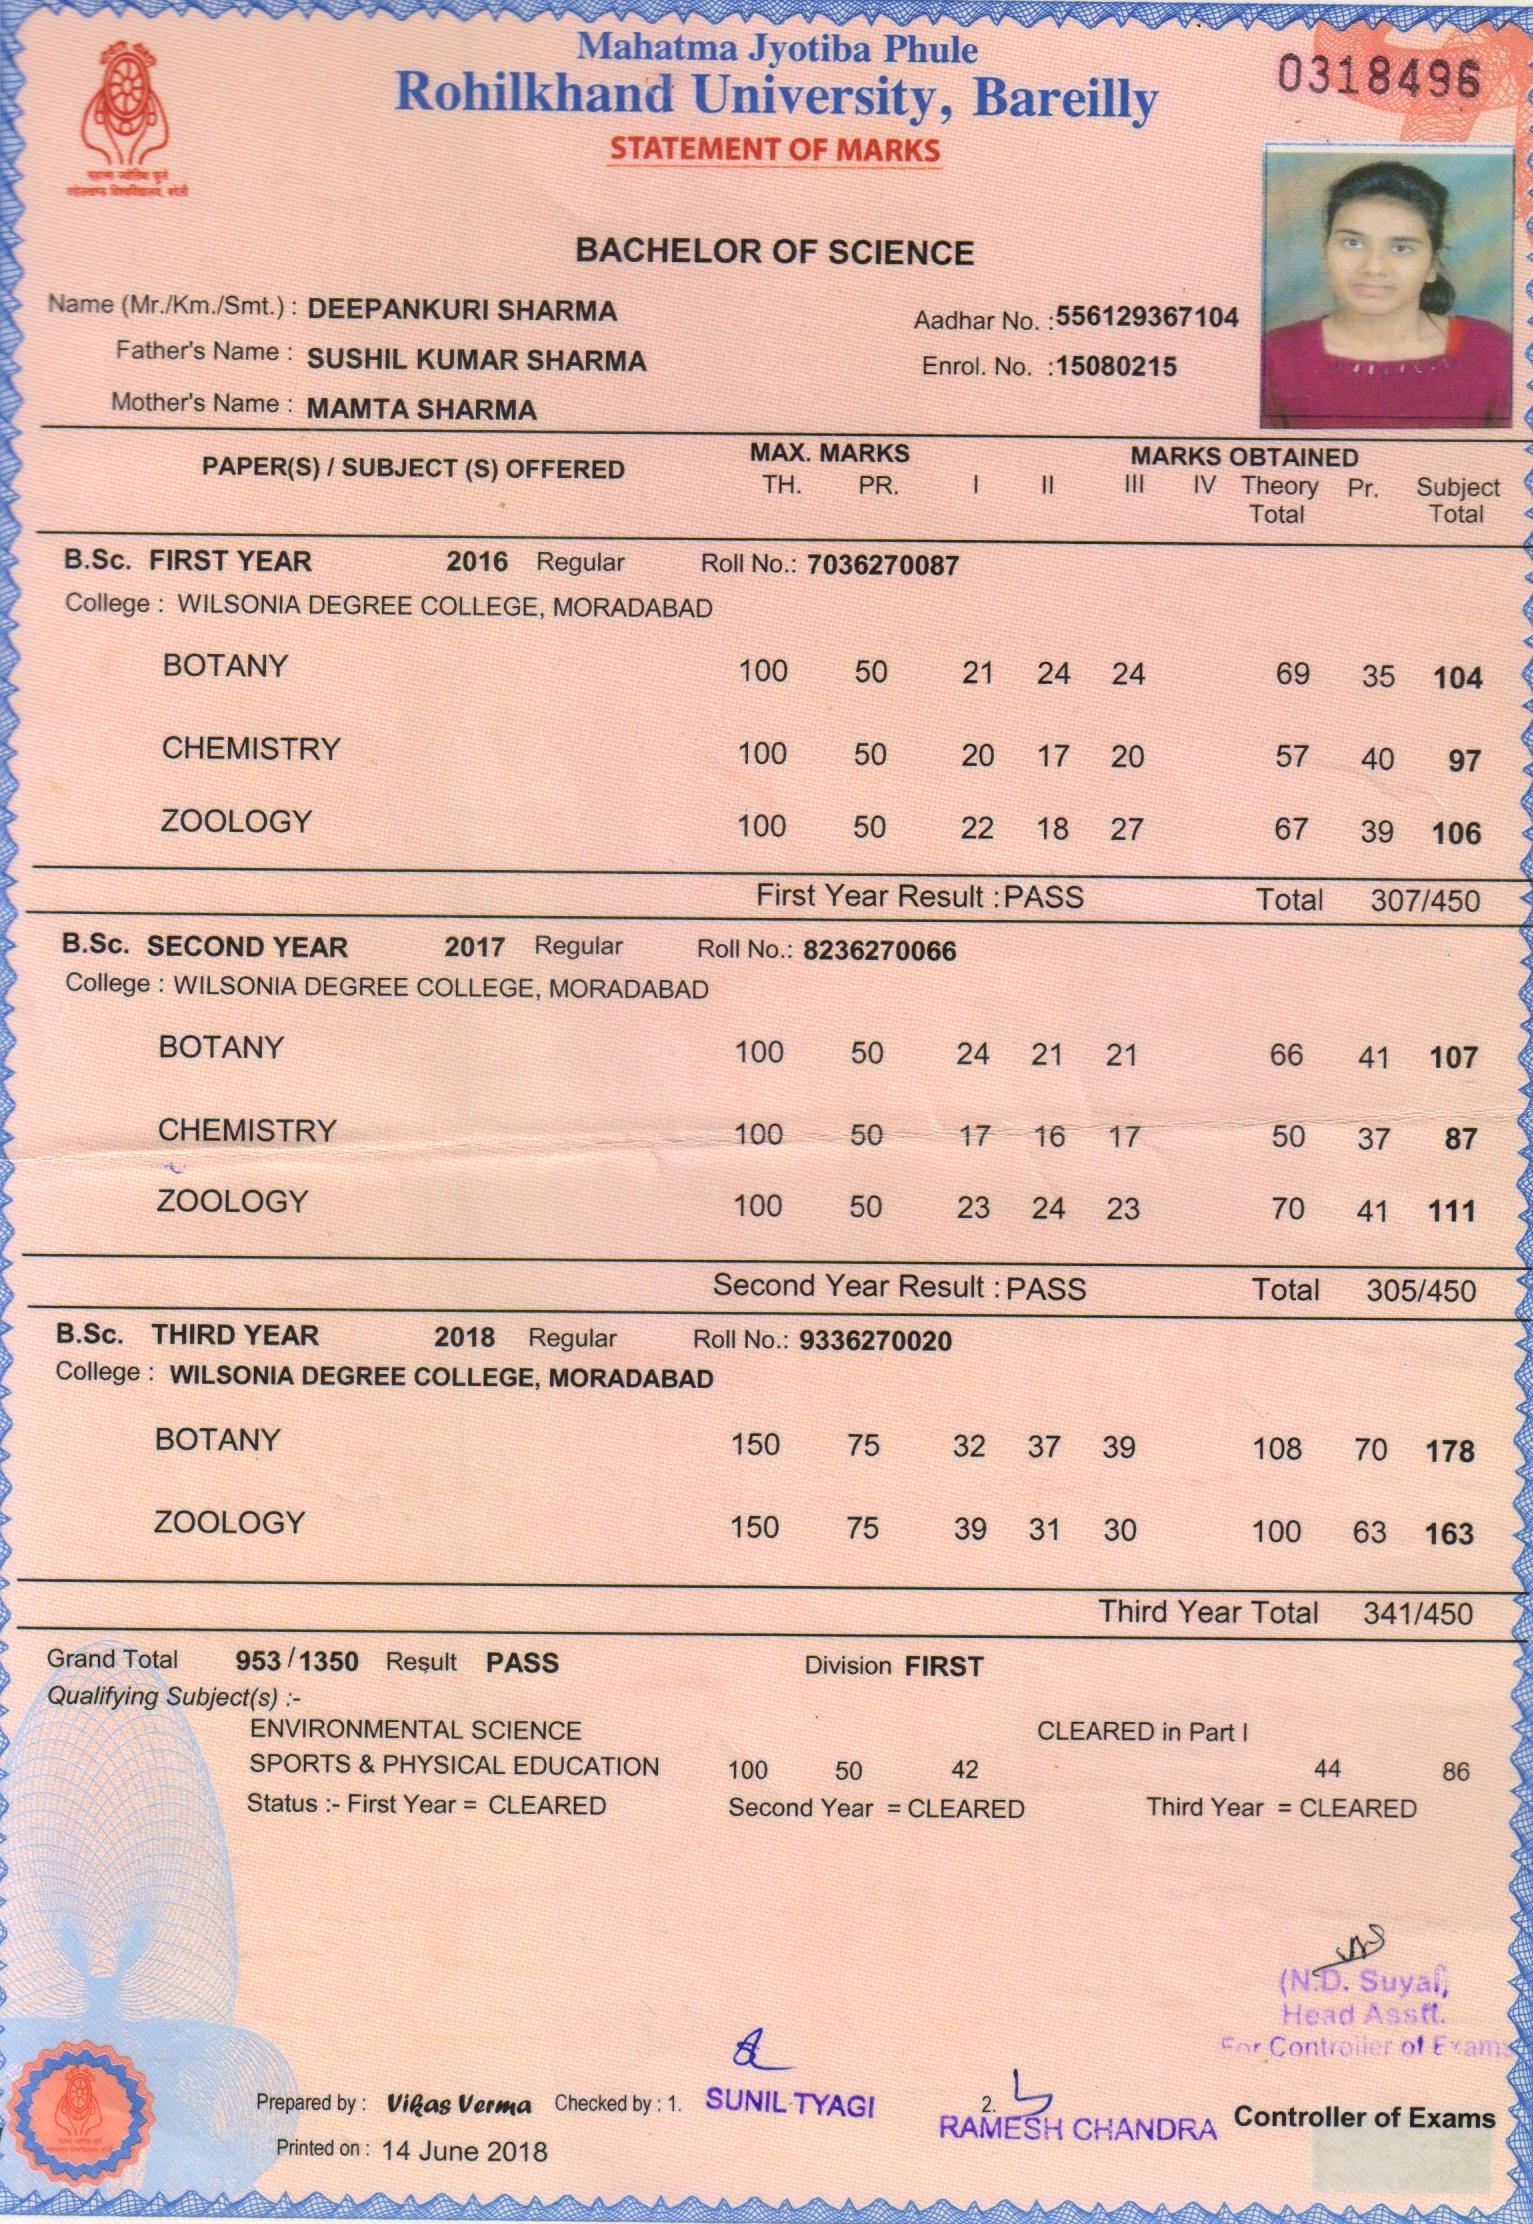 Mahatma Jyotiba Phule
Rohilkhand University, Bareilly
0318496
STATEMENT OF MARKS
महात्मा ज्योतिबा फुले
रुहेलखण्ड विश्वविद्यालय, बरेली
BACHELOR OF SCIENCE
Name (Mr./Km./Smt.) : DEEPANKURI SHARMA
Aadhar No. :556129367104
Father's Name : SUSHIL KUMAR SHARMA
Enrol. No. :15080215
Mother's Name : MAMTA SHARMA
PAPER(S) / SUBJECT (S) OFFERED MAX. MARKS MARKS OBTAINED
TH. PR. I II III IV Theory Total Pr. Subject Total
B.Sc. FIRST YEAR 2016 Regular Roll No.: 7036270087
College : WILSONIA DEGREE COLLEGE, MORADABAD
BOTANY 100 50 21 24 24 69 35 104
CHEMISTRY 100 50 20 17 20 57 40 97
ZOOLOGY 100 50 22 18 27 67 39 106
First Year Result :PASS Total 307/450
B.Sc. SECOND YEAR 2017 Regular Roll No.: 8236270066
College : WILSONIA DEGREE COLLEGE, MORADABAD
BOTANY 100 50 24 21 21 66 41 107
CHEMISTRY 100 50 17 16 17 50 37 87
ZOOLOGY 100 50 23 24 23 70 41 111
Second Year Result :PASS Total 305/450
B.Sc. THIRD YEAR 2018 Regular Roll No.: 9336270020
College : WILSONIA DEGREE COLLEGE, MORADABAD
BOTANY 150 75 32 37 39 108 70 178
ZOOLOGY 150 75 39 31 30 100 63 163
Third Year Total 341/450
Grand Total 953 /1350 Result PASS Division FIRST
Qualifying Subject(s) :-
ENVIRONMENTAL SCIENCE CLEARED in Part I
SPORTS & PHYSICAL EDUCATION 100 50 42 44 86
Status :- First Year = CLEARED Second Year = CLEARED Third Year = CLEARED
(N.D. Suyal)
Head Asstt.
For Controller of Exams
Prepared by : Vikas Verma Checked by : 1. SUNIL TYAGI 2. RAMESH CHANDRA Controller of Exams
Printed on : 14 June 2018